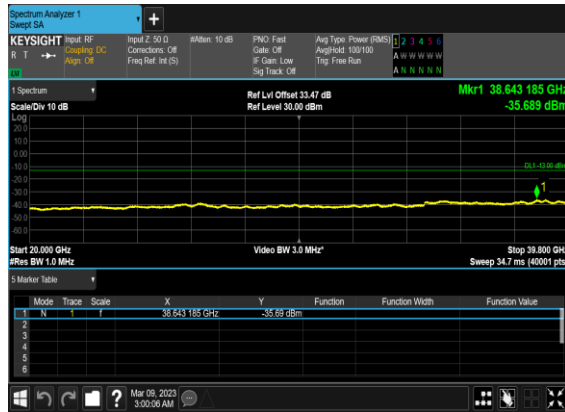 Spectrum Analyzer 1
Swept SA
+
KEYSIGHT Input: RF Input Z: 50 Ω #Atten: 10 dB PNO: Fast Avg Type: Power (RMS) 1 2 3 4 5 6
R T Coupling: DC Corrections: Off Gate: Off Avg|Hold: 100/100 A W W W W W
Align: Off Freq Ref: Int (S) IF Gain: Low Trig: Free Run
LW Sig Track: Off A N N N N N
1 Spectrum Ref Lvl Offset 33.47 dB Mkr1 38.643 185 GHz
Scale/Div 10 dB Ref Level 30.00 dBm -35.689 dBm
Log
20.0
10.0
0.00
-10.0 DL1 -13.00 dBm
-20.0
-30.0 1
-40.0
-50.0
-60.0
Start 20.000 GHz Video BW 3.0 MHz* Stop 39.800 GHz
#Res BW 1.0 MHz Sweep 34.7 ms (40001 pts)
5 Marker Table
Mode Trace Scale X Y Function Function Width Function Value
1 N 1 f 38.643 185 GHz -35.69 dBm
2
3
4
5
6
? Mar 09, 2023
3:00:06 AM